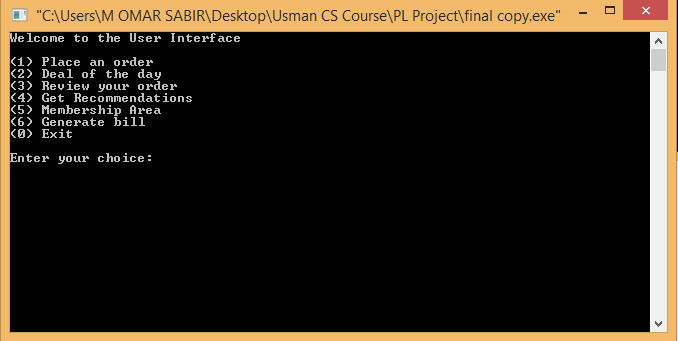 "C:\Users\M OMAR SABIR\Desktop\Usman CS Course\PL Project\final copy.exe"
Welcome to the User Interface
(1) Place an order
(2) Deal of the day
(3) Review your order
(4) Get Recommendations
(5) Membership Area
(6) Generate bill
(0) Exit
Enter your choice: